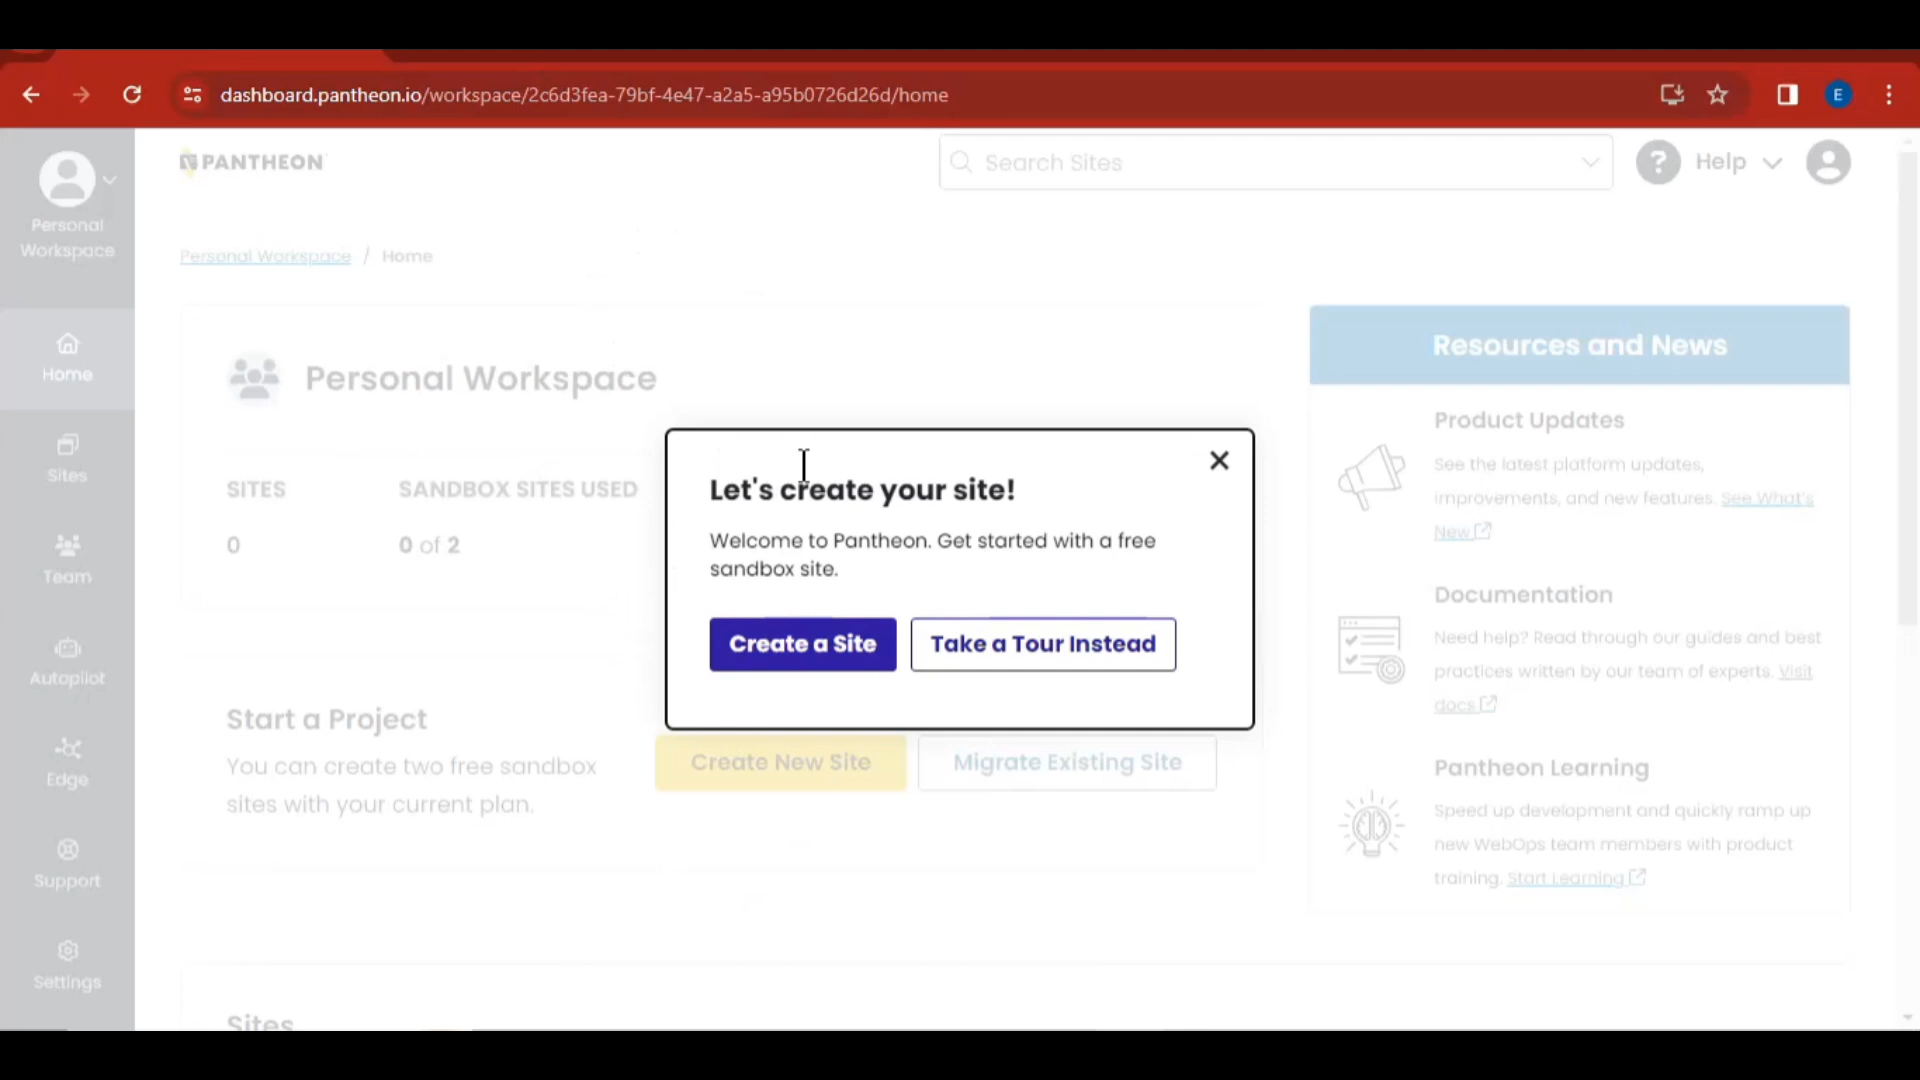 dashboard.pantheon.io/workspace/2c6d3fea-79bf-4e47-a2a5-a95b0726d26d/home
E
Personal
Workspace
PANTHEON
Search Sites
?
Help
Personal Workspace / Home
Home
Sites
Team
Autopilot
Edge
Support
Settings
Personal Workspace
SITES
SANDBOX SITES USED
0
0 of 2
Let's create your site!
Welcome to Pantheon. Get started with a free
sandbox site.
Create a Site
Take a Tour Instead
Start a Project
You can create two free sandbox
sites with your current plan.
Create New Site
Migrate Existing Site
Resources and News
Product Updates
See the latest platform updates,
improvements, and new features. See What's
New
Documentation
Need help? Read through our guides and best
practices written by our team of experts. Visit
docs
Pantheon Learning
Speed up development and quickly ramp up
new WebOps team members with product
training. Start Learning
Sites